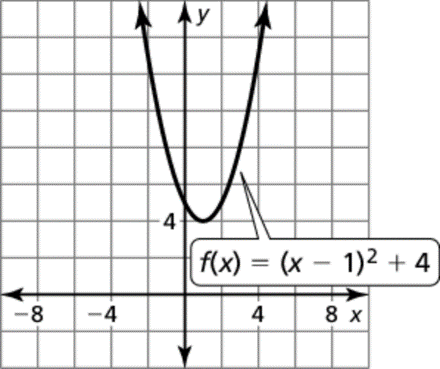 y
4
f(x) = (x − 1)² + 4
−8 −4 4 8 x